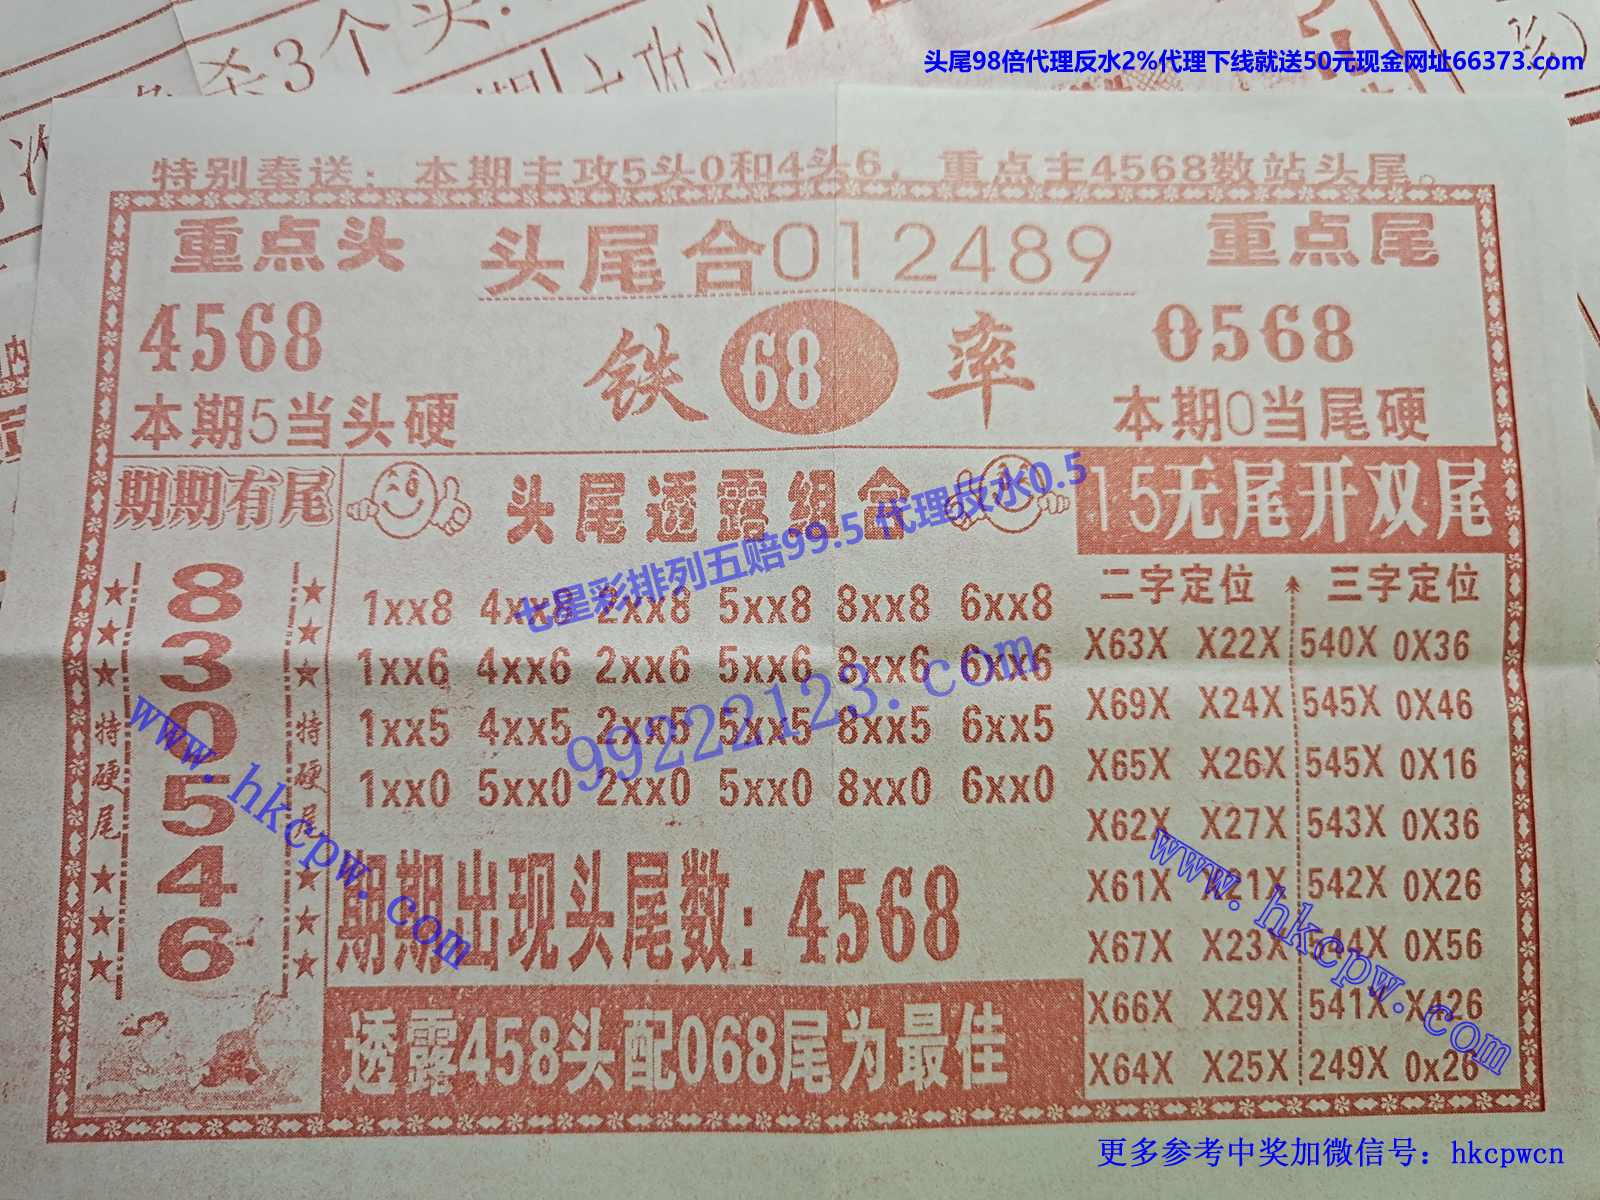 杀3个头
头尾98倍代理反水2%代理下线就送50元现金网址66373.com
特别奉送：本期主攻5头0和4头6，重点主4568数站头尾。
重点头 头尾合012489 重点尾
4568 铁 68 率 0568
本期5当头硬 本期0当尾硬
期期有尾 头尾透露组合 15无尾开双尾
七星彩排列五赔99.5 代理反水0.5
二字定位 三字定位
8
3
0
5
4
6
特硬尾
特硬尾
1xx8 4xx8 2xx8 5xx8 8xx8 6xx8
1xx6 4xx6 2xx6 5xx6 8xx6 6xx6
1xx5 4xx5 2xx5 5xx5 8xx5 6xx5
1xx0 5xx0 2xx0 5xx0 8xx0 6xx0
99222123.com
X63X X22X 540X 0X36
X69X X24X 545X 0X46
X65X X26X 545X 0X16
X62X X27X 543X 0X36
X61X X21X 542X 0X26
X67X X23X 544X 0X56
X66X X29X 541X X426
X64X X25X 249X 0x26
www.hkcpw.com
www.hkcpw.com
期期出现头尾数：4568
透露458头配068尾为最佳
更多参考中奖加微信号：hkcpwcn